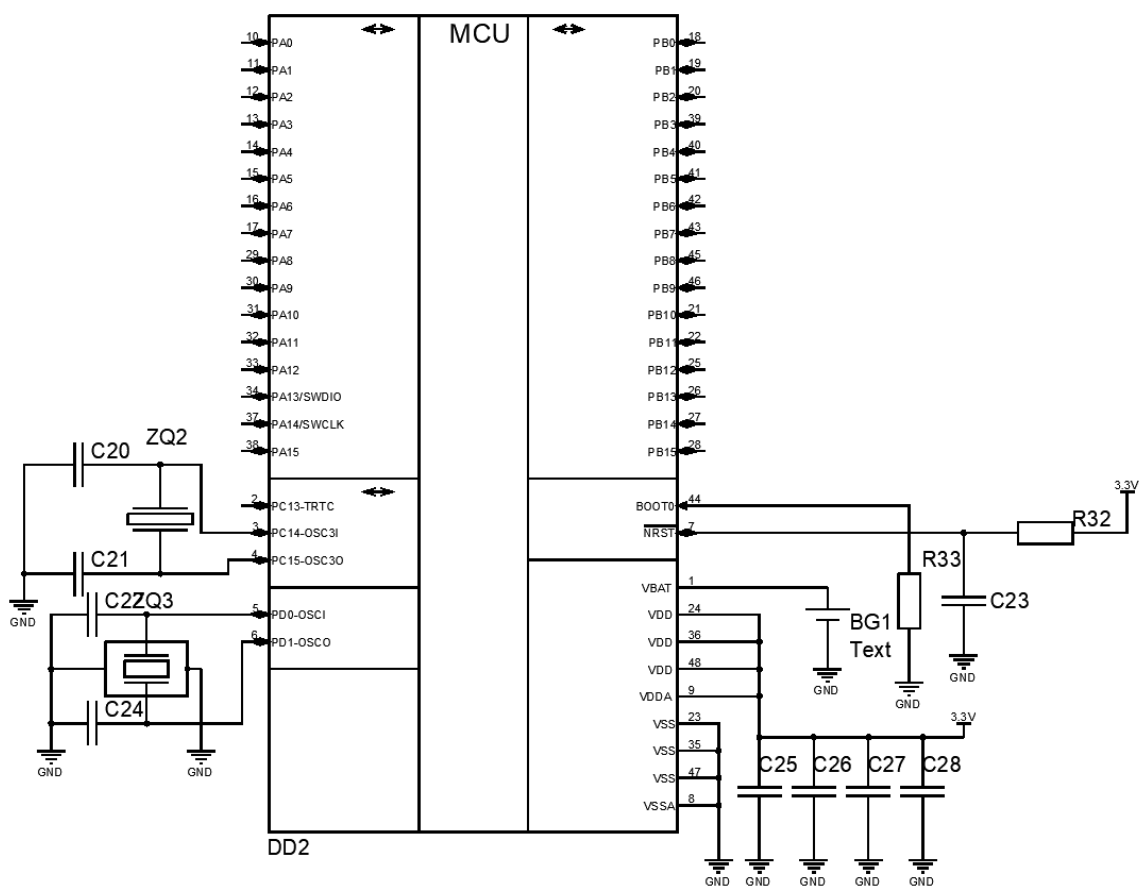 MCU
10 PA0
11 PA1
12 PA2
13 PA3
14 PA4
15 PA5
16 PA6
17 PA7
29 PA8
30 PA9
31 PA10
32 PA11
33 PA12
34 PA13/SWDIO
37 PA14/SWCLK
38 PA15
PB0 18
PB1 19
PB2 20
PB3 39
PB4 40
PB5 41
PB6 42
PB7 43
PB8 45
PB9 46
PB10 21
PB11 22
PB12 25
PB13 26
PB14 27
PB15 28
C20
ZQ2
2 PC13-TRTC
3 PC14-OSC3I
4 PC15-OSC3O
C21
GND
ZQ3
5 PD0-OSCI
6 PD1-OSCO
C24
GND
GND
BOOT0 44
NRST 7
3.3V
R32
R33
C23
GND
GND
VBAT 1
VDD 24
VDD 36
VDD 48
VDDA 9
VSS 23
VSS 35
VSS 47
VSSA 8
BG1
Text
GND
3.3V
C25
C26
C27
C28
GND
GND
GND
GND
GND
DD2